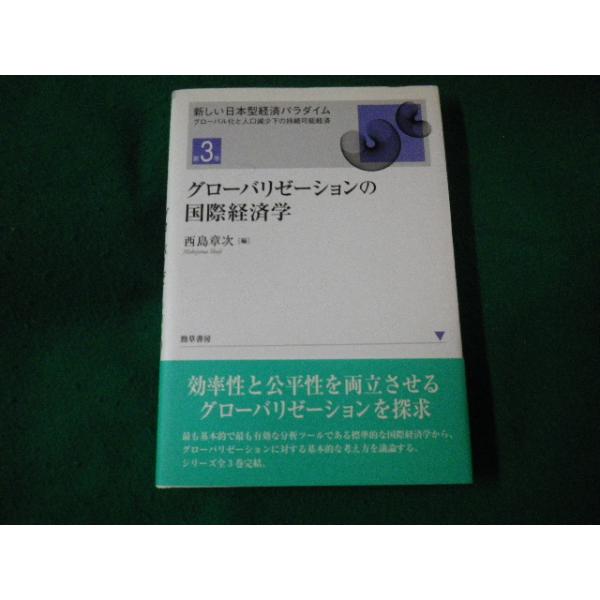 新しい日本型経済パラダイム
グローバル化と人口減少下の持続可能経済
第3巻
グローバリゼーションの
国際経済学
西島章次［編］
Nishijima Shoji
勁草書房
効率性と公平性を両立させる
グローバリゼーションを探求
最も基本的で最も有効な分析ツールである標準的な国際経済学から、
グローバリゼーションに対する基本的な考え方を議論する。
シリーズ全3巻完結。